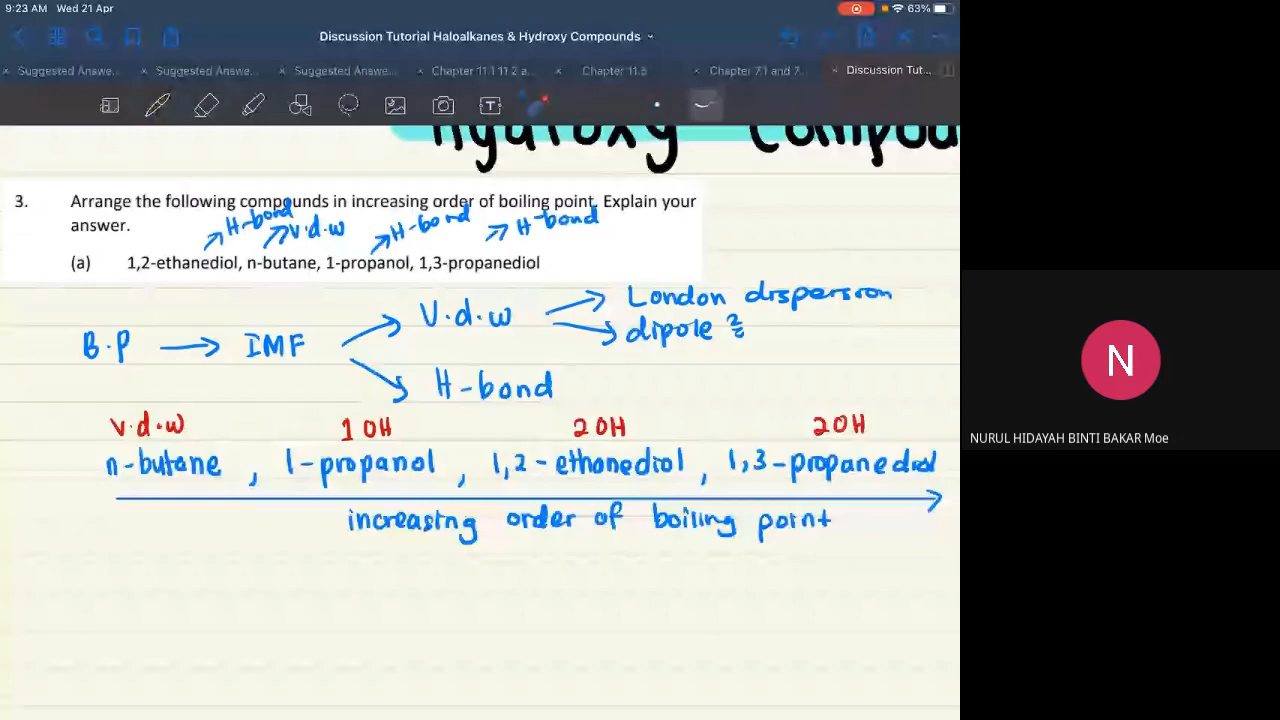 9:23 AM Wed 21 Apr
63%
Discussion Tutorial Haloalkanes & Hydroxy Compounds
Suggested Answe... Suggested Answe... Suggested Answe... Chapter 11.1 11.2 a... Chapter 11.5 Chapter 7.1 and 7... Discussion Tut...
Hydroxy Compou
3. Arrange the following compounds in increasing order of boiling point. Explain your
answer.
H-bond V.d.w H-bond H-bond
(a) 1,2-ethanediol, n-butane, 1-propanol, 1,3-propanediol
B.P → IMF
V.d.w
London dispersion
dipole
H-bond
V.d.w 1 OH 2 OH 2 OH
n-butane , 1-propanol , 1,2-ethanediol , 1,3-propanediol
increasing order of boiling point
N
NURUL HIDAYAH BINTI BAKAR Moe